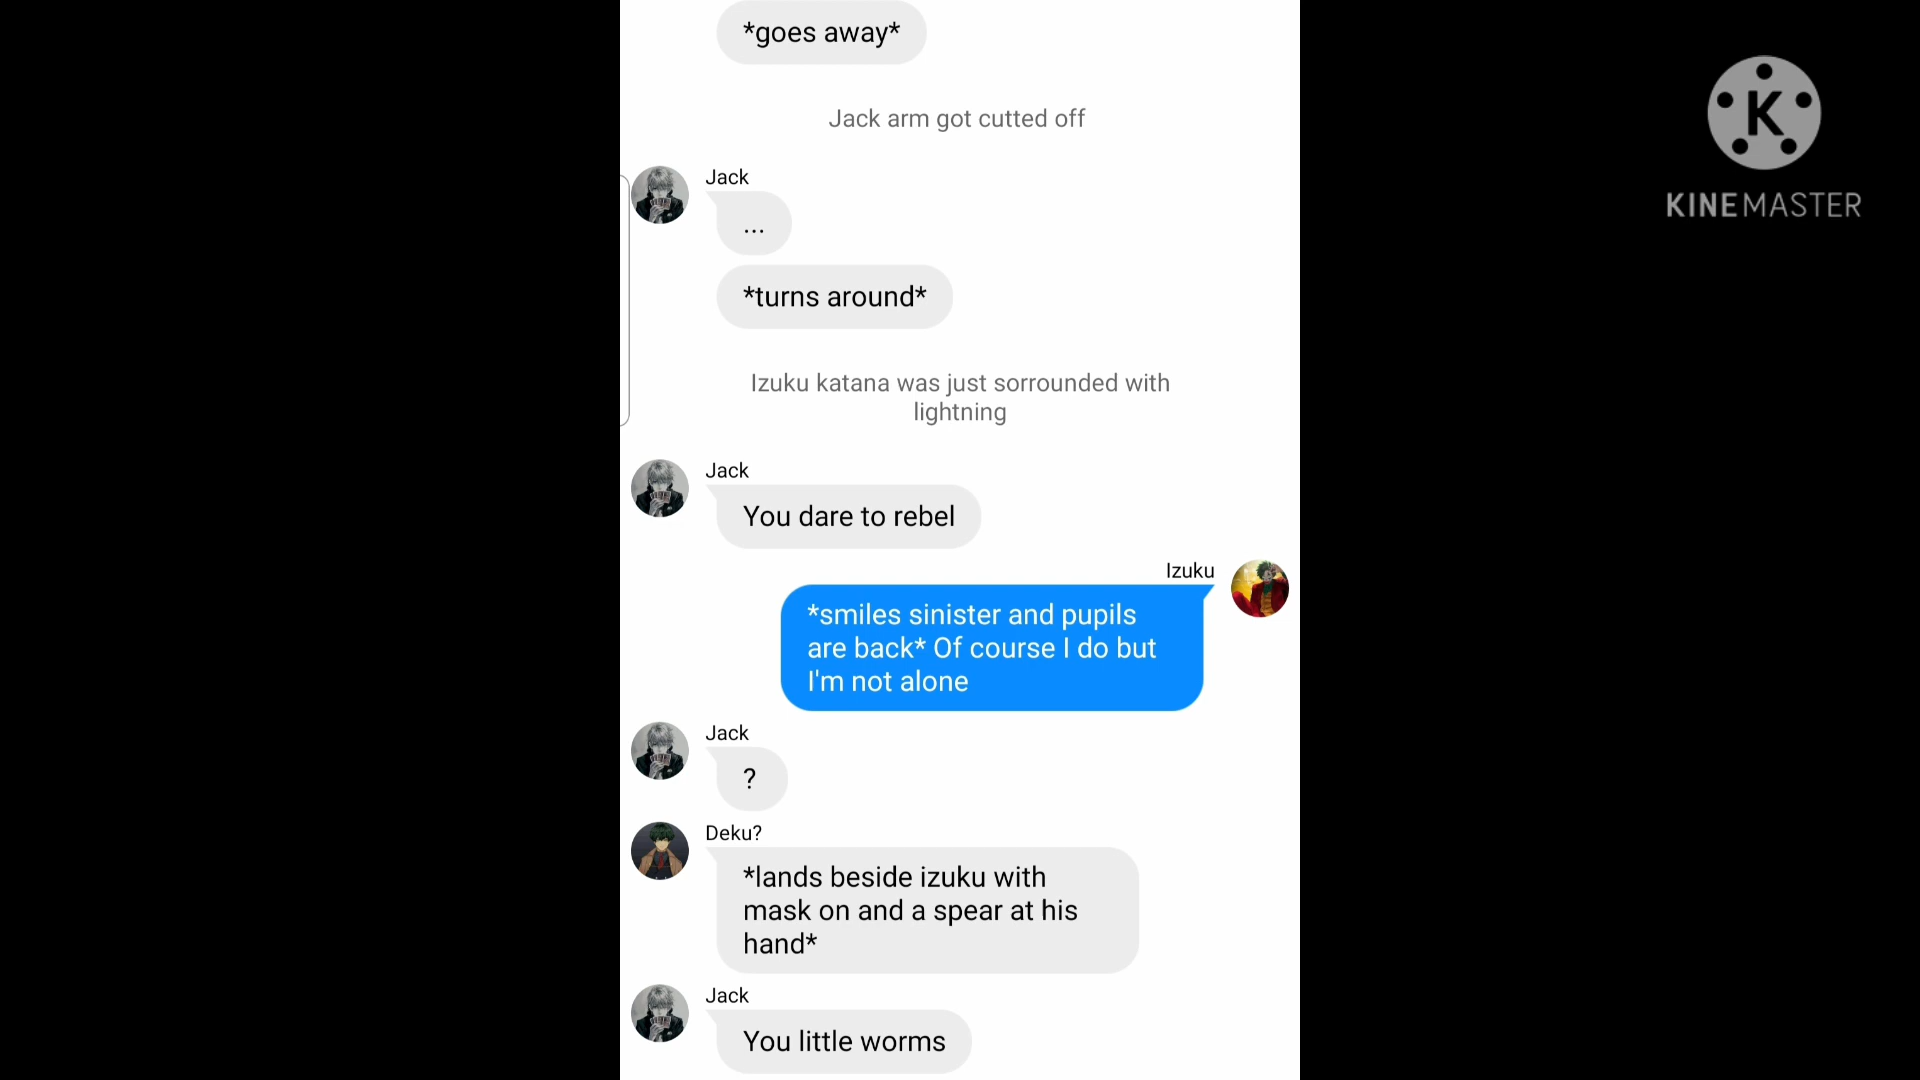 *goes away*
Jack arm got cutted off
Jack
...
*turns around*
Izuku katana was just sorrounded with
lightning
Jack
You dare to rebel
Izuku
*smiles sinister and pupils
are back* Of course I do but
I'm not alone
Jack
?
Deku?
*lands beside izuku with
mask on and a spear at his
hand*
Jack
You little worms
K
KINEMASTER